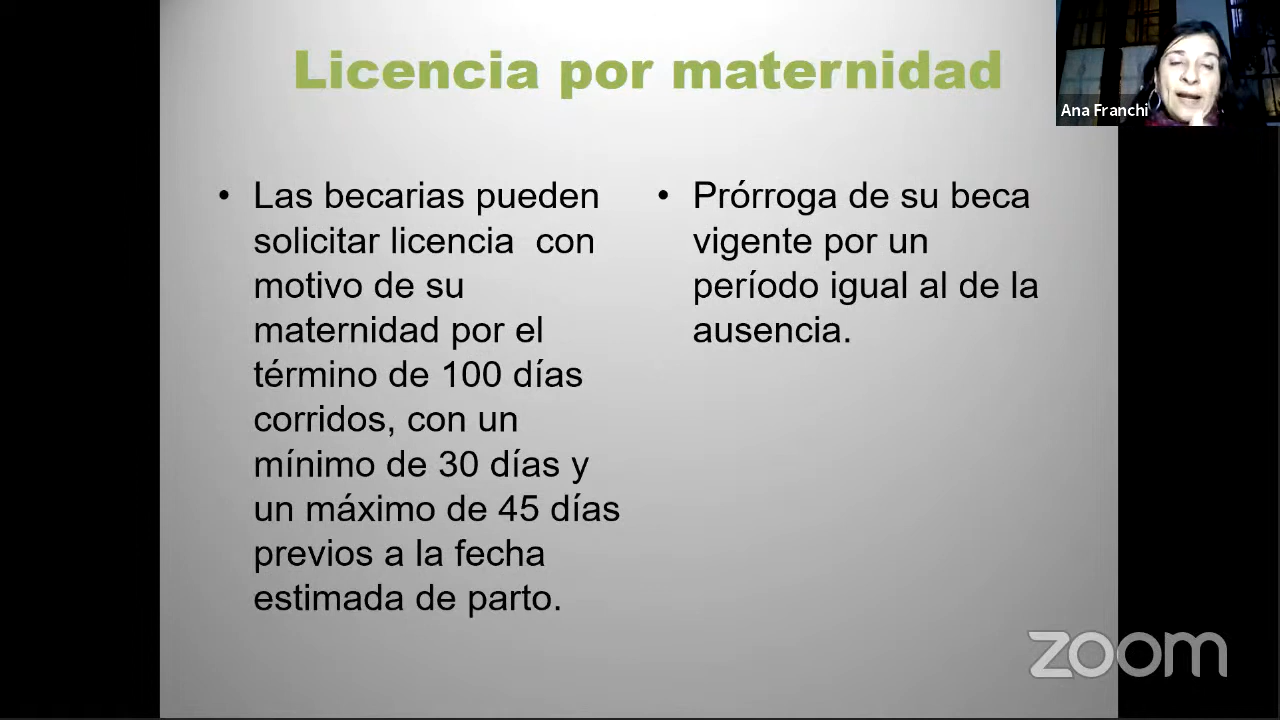 Licencia por maternidad
Ana Franchi
• Las becarias pueden
solicitar licencia  con
motivo de su
maternidad por el
término de 100 días
corridos, con un
mínimo de 30 días y
un máximo de 45 días
previos a la fecha
estimada de parto.
• Prórroga de su beca
vigente por un
período igual al de la
ausencia.
zoom